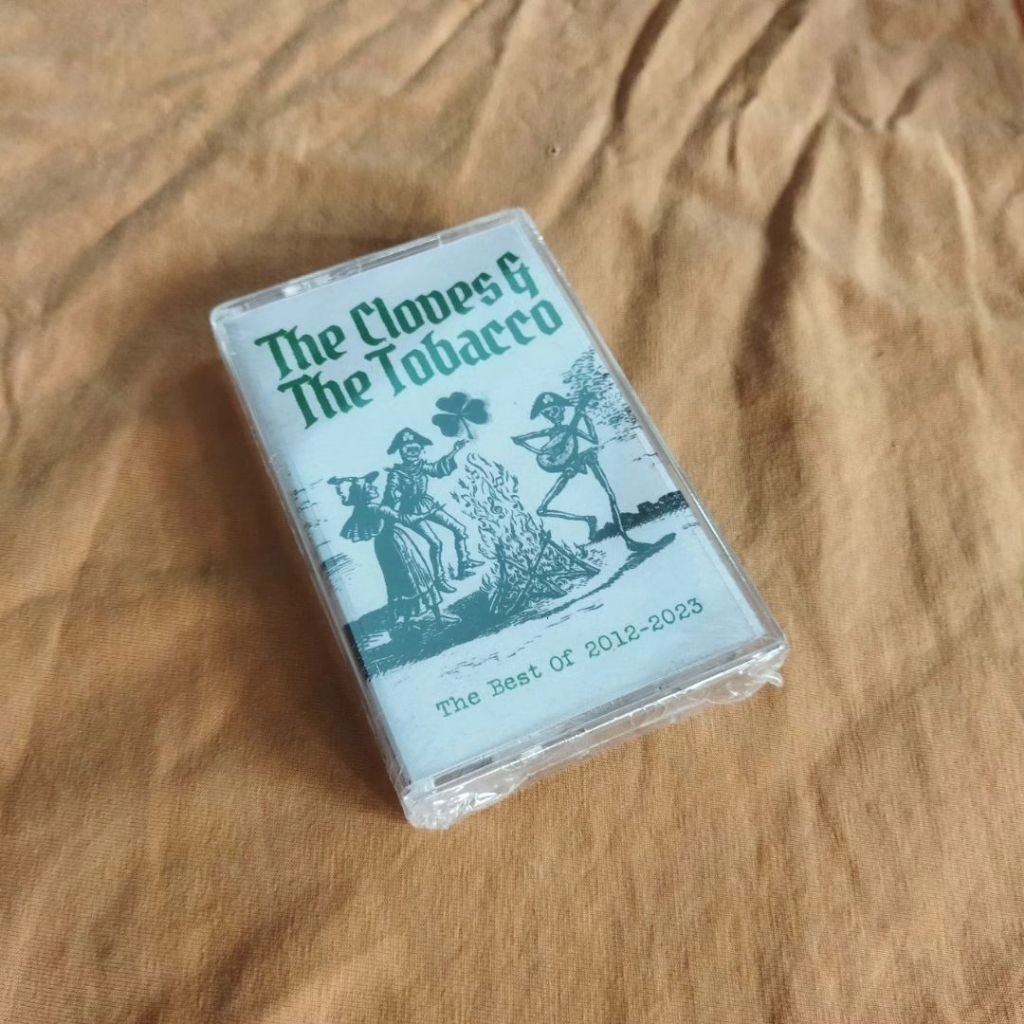 The Cloves &
The Tobacco
The Best Of 2012-2023